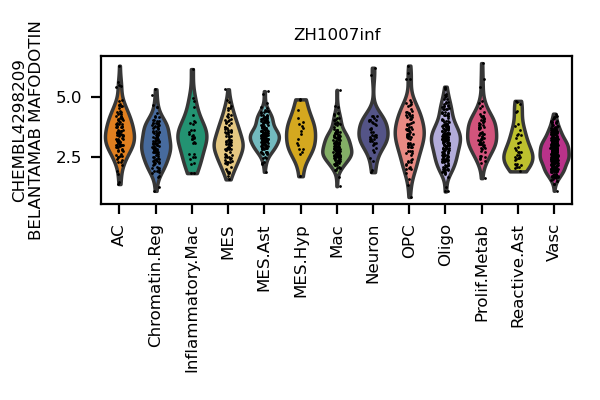 ZH1007inf
CHEMBL4298209
BELANTAMAB MAFODOTIN
5.0
2.5
AC
Chromatin.Reg
Inflammatory.Mac
MES
MES.Ast
MES.Hyp
Mac
Neuron
OPC
Oligo
Prolif.Metab
Reactive.Ast
Vasc